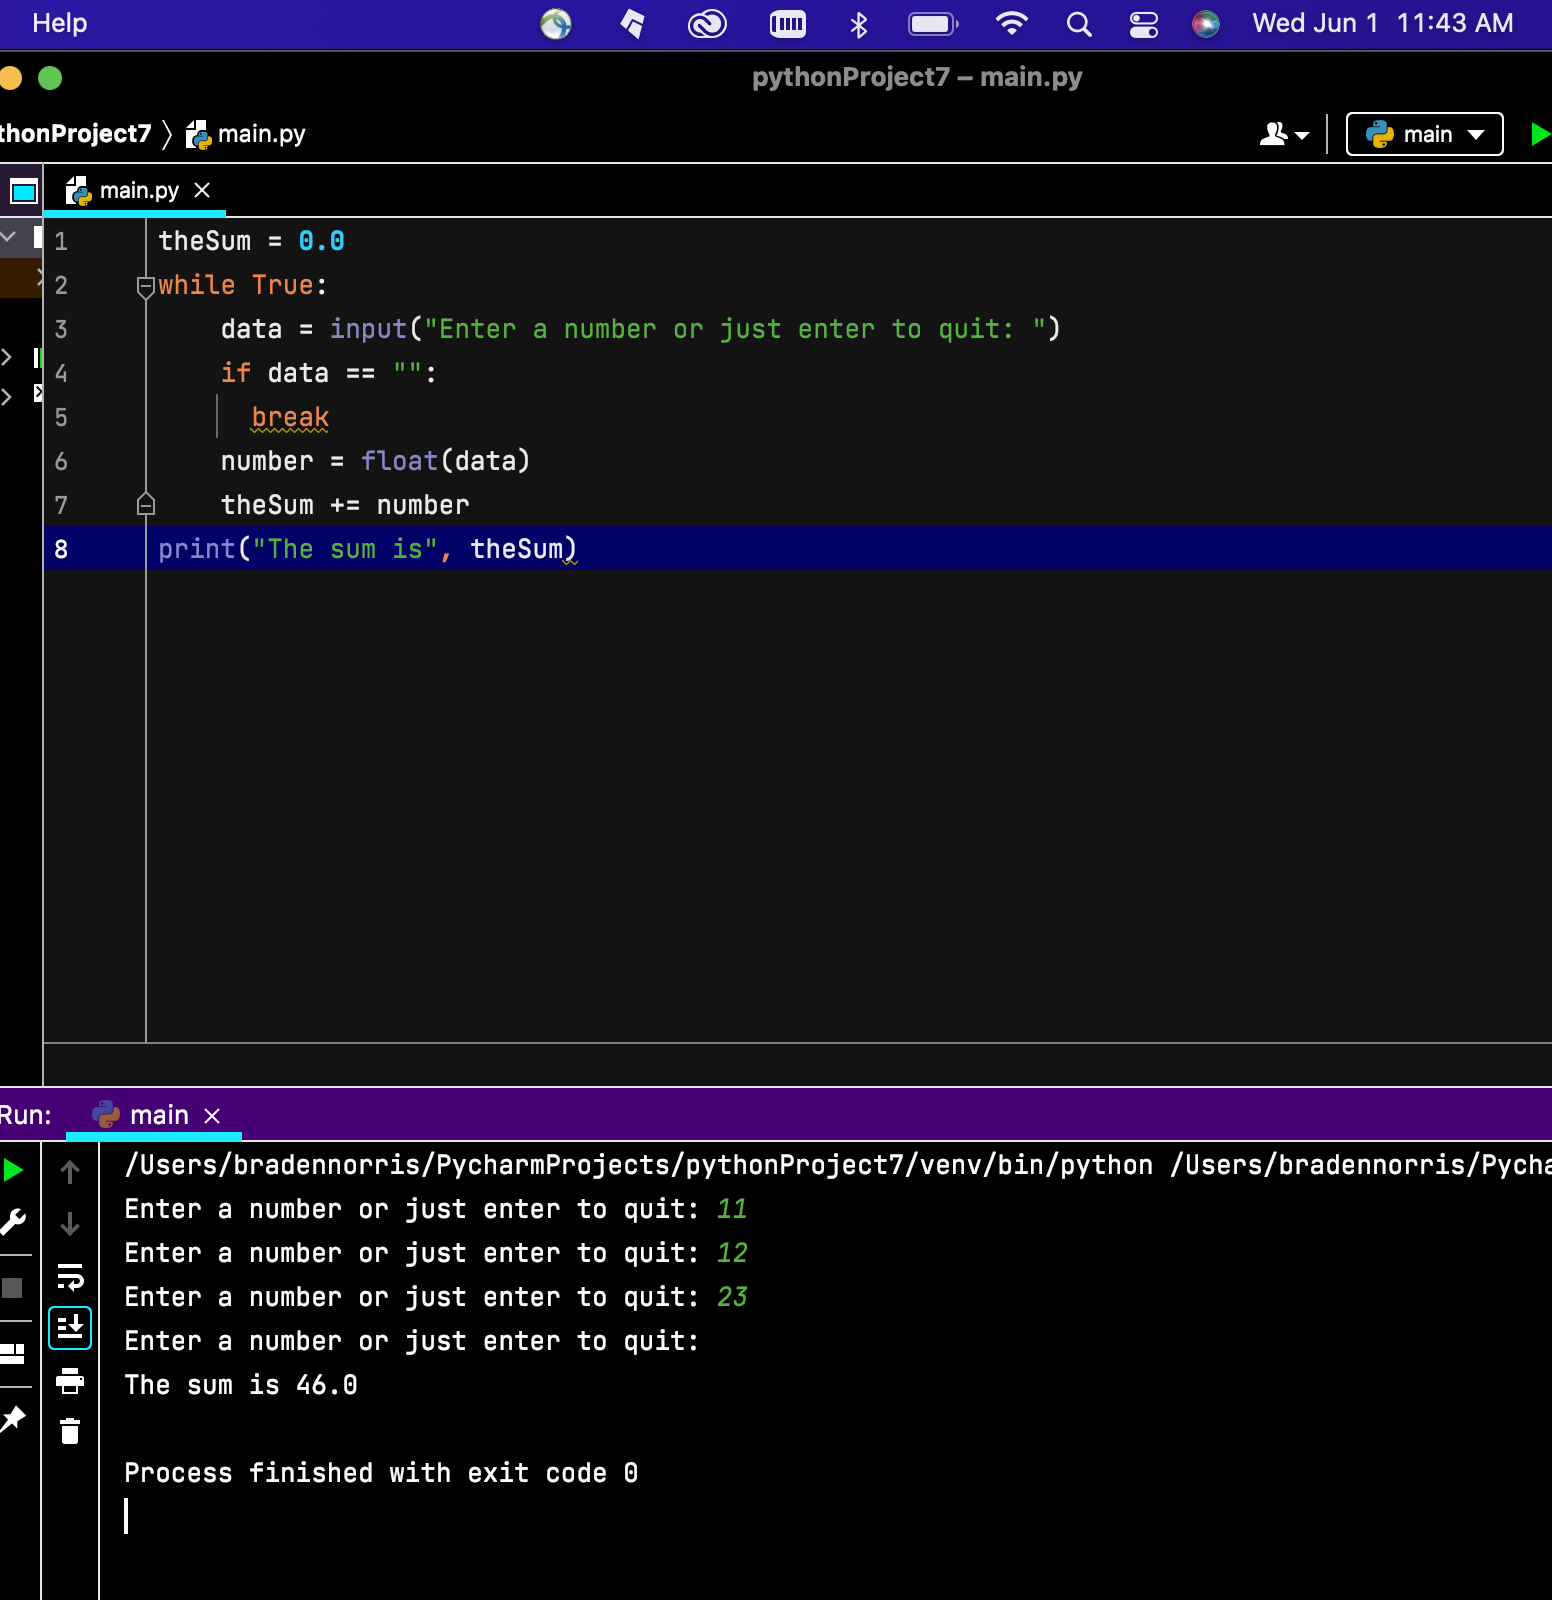 Help Wed Jun 1 11:43 AM
pythonProject7 – main.py
thonProject7 〉 main.py main
main.py ×
1 theSum = 0.0
2 while True:
3 data = input("Enter a number or just enter to quit: ")
4 if data == "":
5 break
6 number = float(data)
7 theSum += number
8 print("The sum is", theSum)
Run: main ×
/Users/bradennorris/PycharmProjects/pythonProject7/venv/bin/python /Users/bradennorris/Pycha
Enter a number or just enter to quit: 11
Enter a number or just enter to quit: 12
Enter a number or just enter to quit: 23
Enter a number or just enter to quit:
The sum is 46.0
Process finished with exit code 0